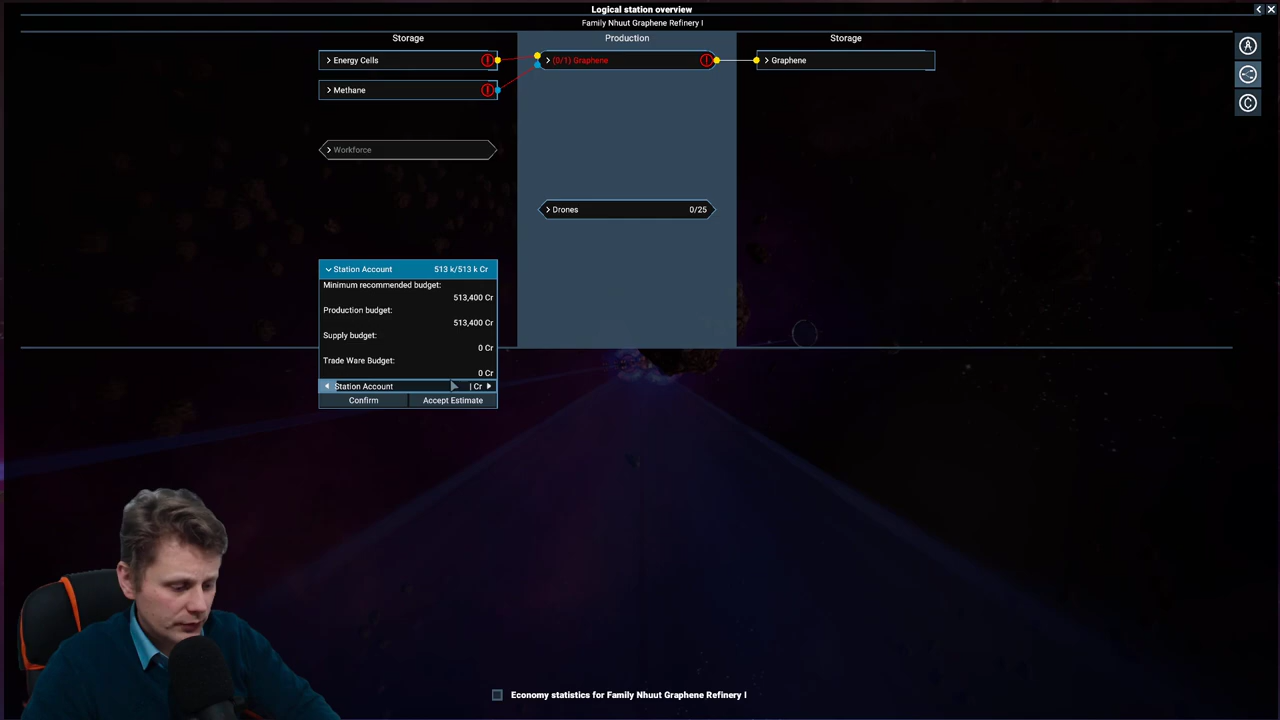 Logical station overview
Family Nhuut Graphene Refinery I
Storage
Production
Storage
Energy Cells
(0/1) Graphene
Graphene
Methane
Workforce
Drones 0/25
Station Account 513 k/513 k Cr
Minimum recommended budget:
513,400 Cr
Production budget:
513,400 Cr
Supply budget:
0 Cr
Trade Ware Budget:
0 Cr
Station Account | Cr
Confirm Accept Estimate
Economy statistics for Family Nhuut Graphene Refinery I